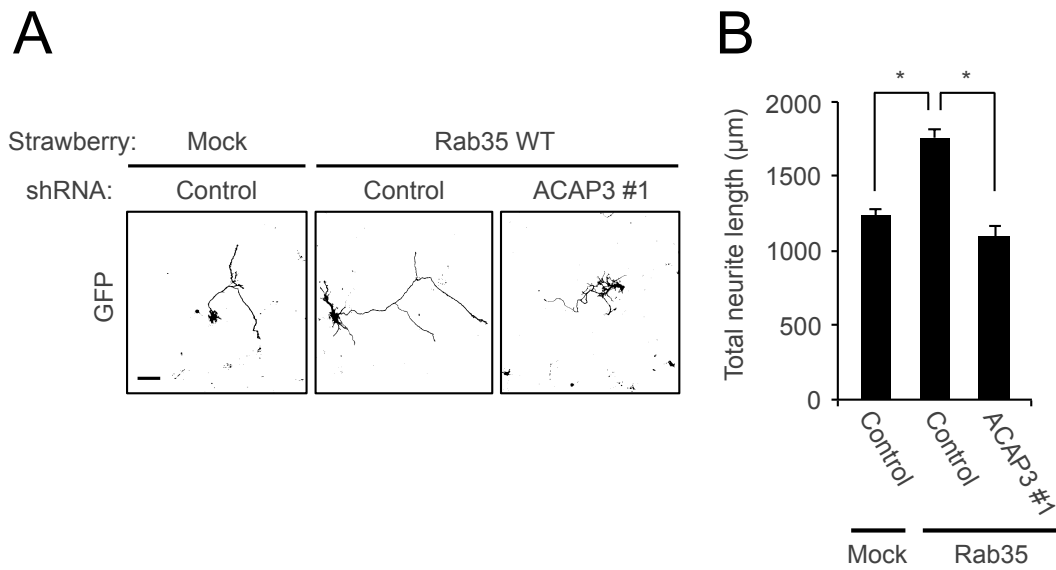 A
Strawberry: Mock Rab35 WT
shRNA: Control Control ACAP3 #1
GFP
B
* *
Total neurite length (µm)
2000
1500
1000
500
0
Control Control ACAP3 #1
Mock Rab35